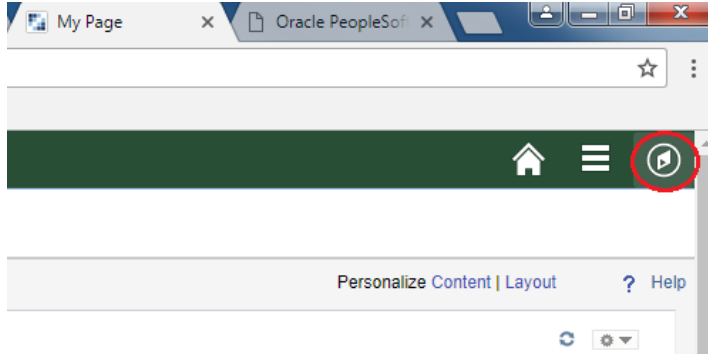 My Page
Oracle PeopleSof
Personalize Content | Layout
? Help